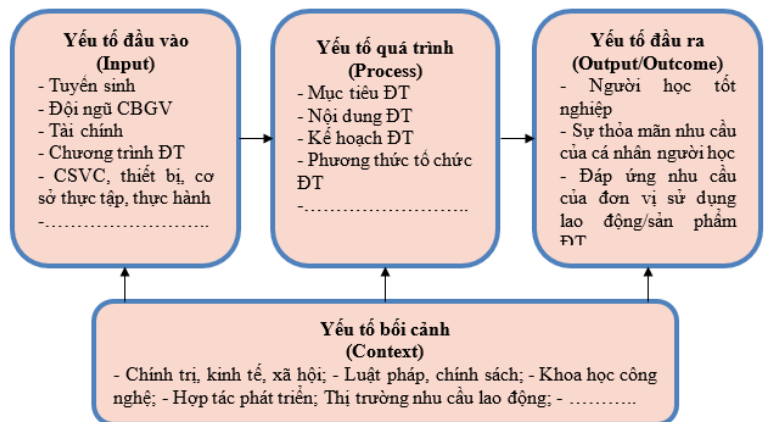 Yếu tố đầu vào
(Input)
- Tuyển sinh
- Đội ngũ CBGV
- Tài chính
- Chương trình ĐT
- CSVC, thiết bị, cơ
sở thực tập, thực hành
-……………………..
Yếu tố quá trình
(Process)
- Mục tiêu ĐT
- Nội dung ĐT
- Kế hoạch ĐT
- Phương thức tổ chức
ĐT
-……………………..
Yếu tố đầu ra
(Output/Outcome)
- Người học tốt
nghiệp
- Sự thỏa mãn nhu cầu
của cá nhân người học
- Đáp ứng nhu cầu
của đơn vị sử dụng
lao động/sản phẩm
ĐT
Yếu tố bối cảnh
(Context)
- Chính trị, kinh tế, xã hội; - Luật pháp, chính sách; - Khoa học công
nghệ; - Hợp tác phát triển; Thị trường nhu cầu lao động; - ………..